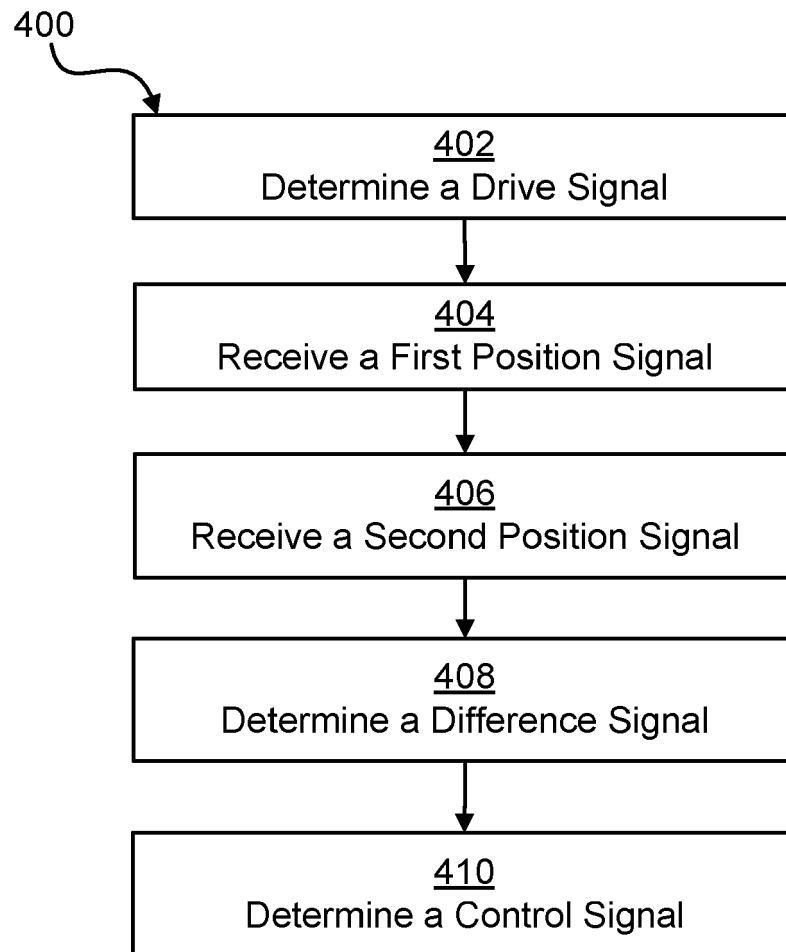 400
402
Determine a Drive Signal
404
Receive a First Position Signal
406
Receive a Second Position Signal
408
Determine a Difference Signal
410
Determine a Control Signal